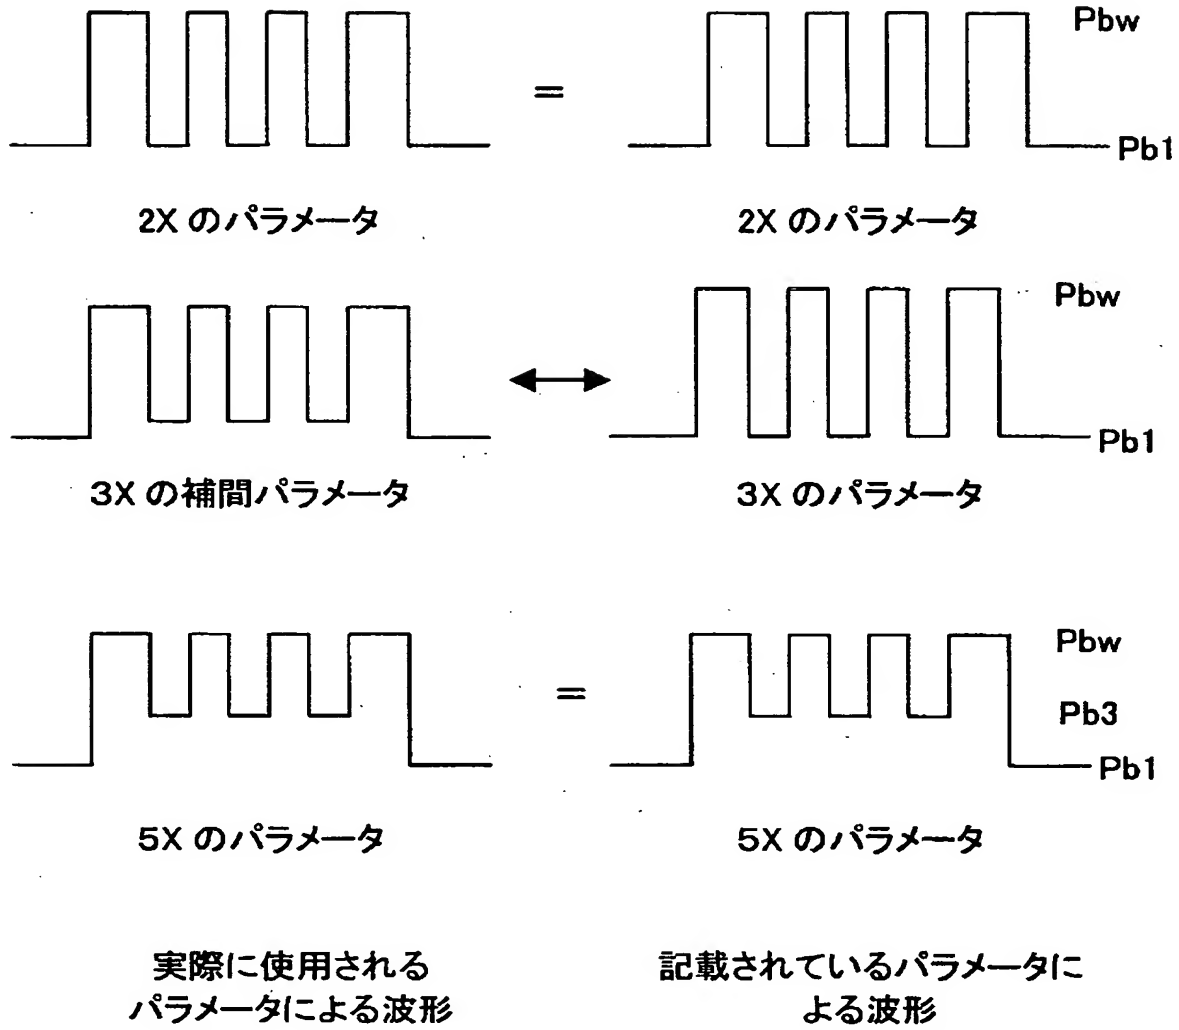 Pbw
=
Pb1
2X のパラメータ
2X のパラメータ
Pbw
Pb1
3X の補間パラメータ
3X のパラメータ
Pbw
=
Pb3
Pb1
5X のパラメータ
5X のパラメータ
実際に使用される
パラメータによる波形
記載されているパラメータに
よる波形